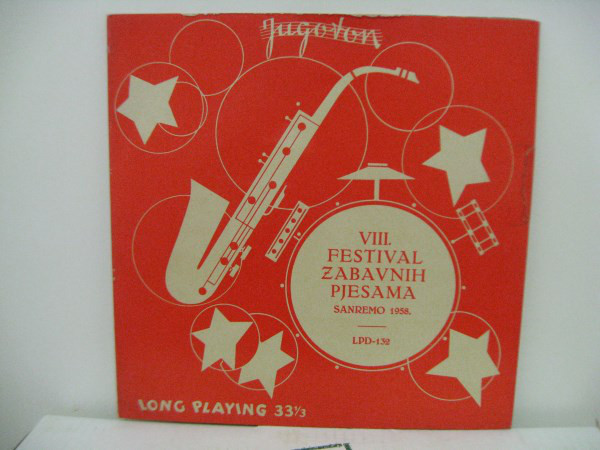 Jugoton
VIII.
FESTIVAL
ZABAVNIH
PJESAMA
SANREMO 1958.
LPD-132
LONG PLAYING 33⅓